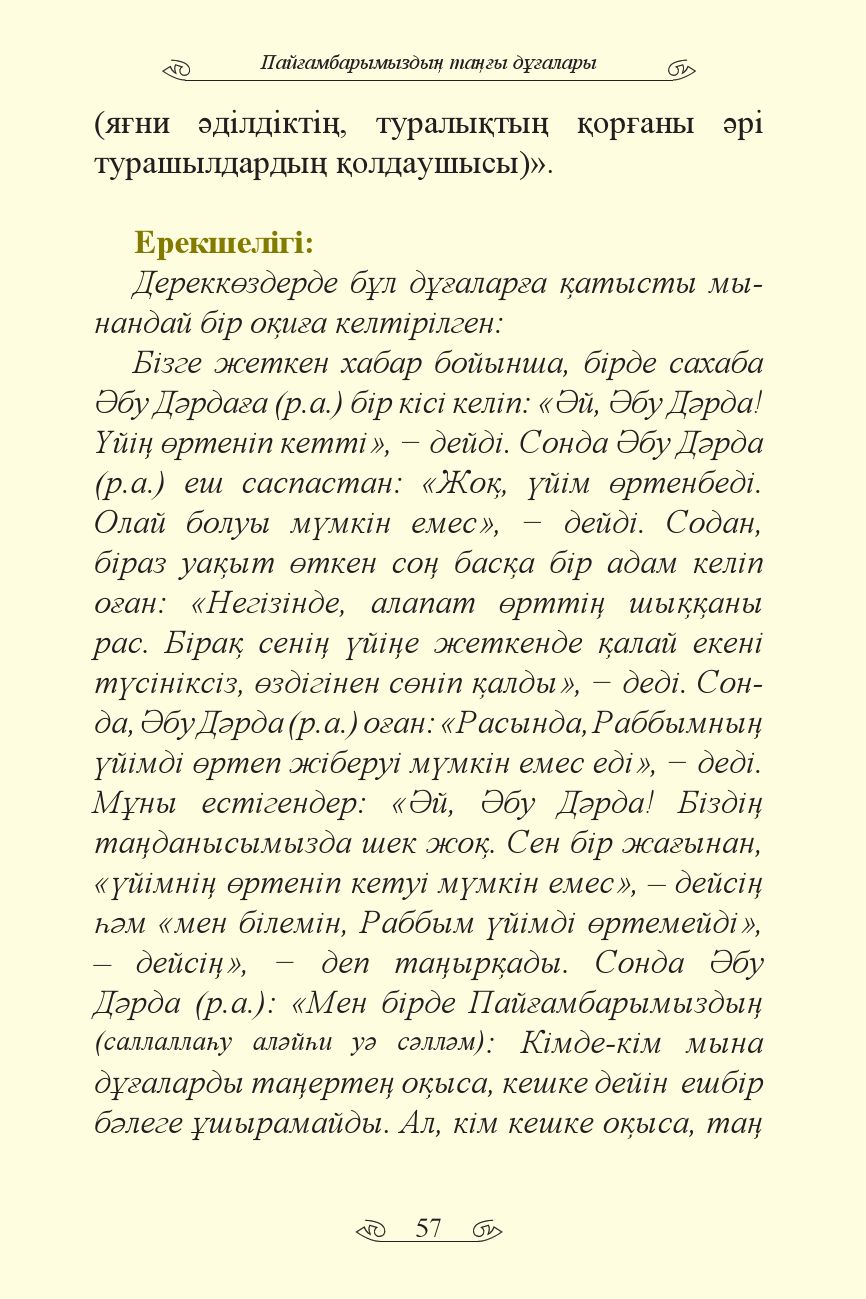 Пайғамбарымыздың таңғы дұғалары
(яғни әділдіктің, туралықтың қорғаны әрі
турашылдардың қолдаушысы)».
Ерекшелігі:
Дереккөздерде бұл дұғаларға қатысты мы-
нандай бір оқиға келтірілген:
Бізге жеткен хабар бойынша, бірде сахаба
Әбу Дәрдаға (р.а.) бір кісі келіп: «Әй, Әбу Дәрда!
Үйің өртеніп кетті», − дейді. Сонда Әбу Дәрда
(р.а.) еш саспастан: «Жоқ, үйім өртенбеді.
Олай болуы мүмкін емес», − дейді. Содан,
біраз уақыт өткен соң басқа бір адам келіп
оған: «Негізінде, алапат өрттің шыққаны
рас. Бірақ сенің үйіңе жеткенде қалай екені
түсініксіз, өздігінен сөніп қалды», − деді. Сон-
да, Әбу Дәрда (р.а.) оған: «Расында, Раббымның
үйімді өртеп жіберуі мүмкін емес еді», − деді.
Мұны естігендер: «Әй, Әбу Дәрда! Біздің
таңданысымызда шек жоқ. Сен бір жағынан,
«үйімнің өртеніп кетуі мүмкін емес», – дейсің
һәм «мен білемін, Раббым үйімді өртемейді»,
– дейсің», − деп таңырқады. Сонда Әбу
Дәрда (р.а.): «Мен бірде Пайғамбарымыздың
(саллаллаһу аләйһи уә сәлләм): Кімде-кім мына
дұғаларды таңертең оқыса, кешке дейін ешбір
бәлеге ұшырамайды. Ал, кім кешке оқыса, таң
57